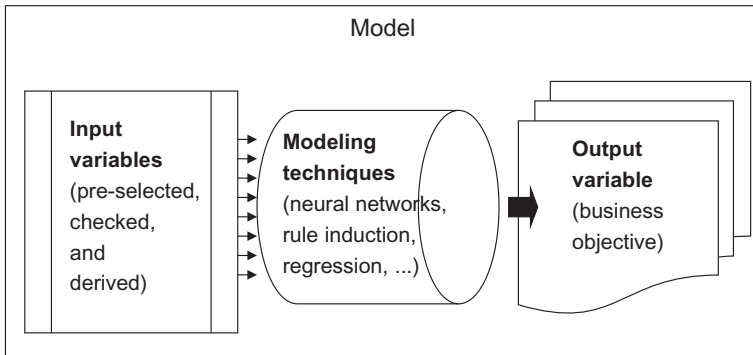 Model
Input
variables
(pre-selected,
checked,
and
derived)
Modeling
techniques
(neural networks,
rule induction,
regression, ...)
Output
variable
(business
objective)